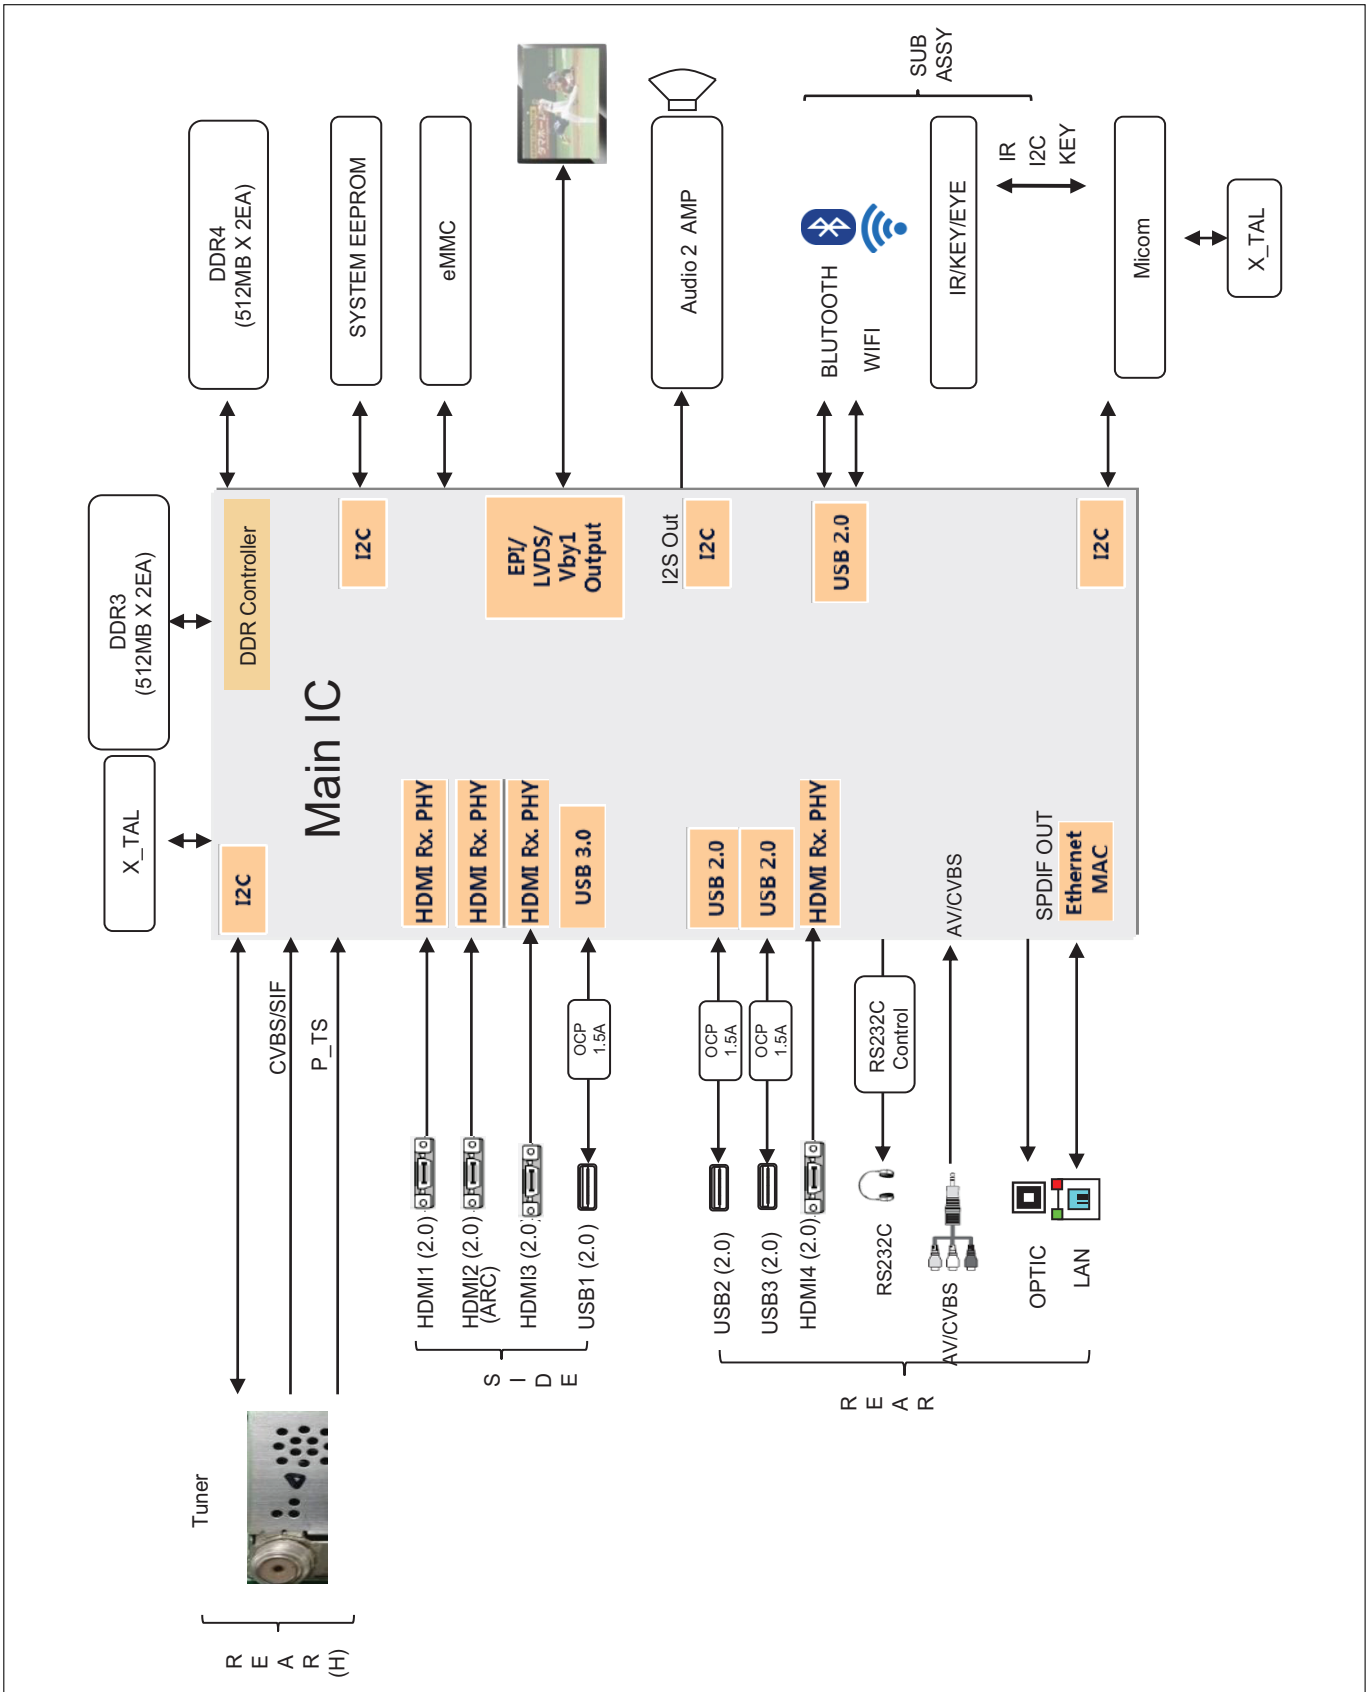 Tuner
R
E
A
R
(H)
CVBS/SIF
P_TS
X_TAL
DDR3
(512MB X 2EA)
DDR4
(512MB X 2EA)
SYSTEM EEPROM
eMMC
Main IC
I2C
DDR Controller
I2C
HDMI Rx. PHY
HDMI Rx. PHY
HDMI Rx. PHY
USB 3.0
EPI/
LVDS/
Vby1
Output
HDMI1 (2.0)
HDMI2 (2.0)
(ARC)
HDMI3 (2.0)
USB1 (2.0)
OCP
1.5A
S
I
D
E
I2S Out
I2C
Audio 2 AMP
USB2 (2.0)
USB3 (2.0)
HDMI4 (2.0)
OCP
1.5A
OCP
1.5A
USB 2.0
USB 2.0
HDMI Rx. PHY
USB 2.0
BLUTOOTH
WIFI
SUB
ASSY
RS232C
RS232C
Control
AV/CVBS
AV/CVBS
IR/KEY/EYE
IR
I2C
KEY
R
E
A
R
OPTIC
SPDIF OUT
LAN
Ethernet
MAC
I2C
Micom
X_TAL